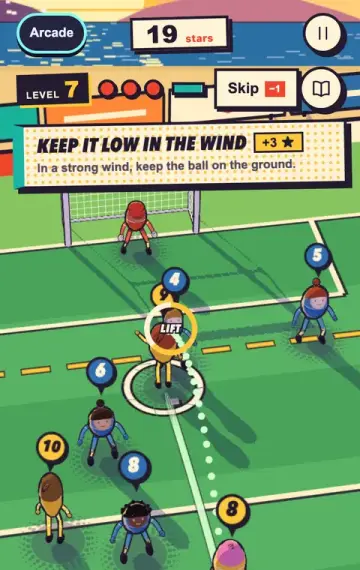 Arcade
19 stars
LEVEL 7
Skip -1
KEEP IT LOW IN THE WIND +3
In a strong wind, keep the ball on the ground.
4
5
LIFT
6
10
8
8